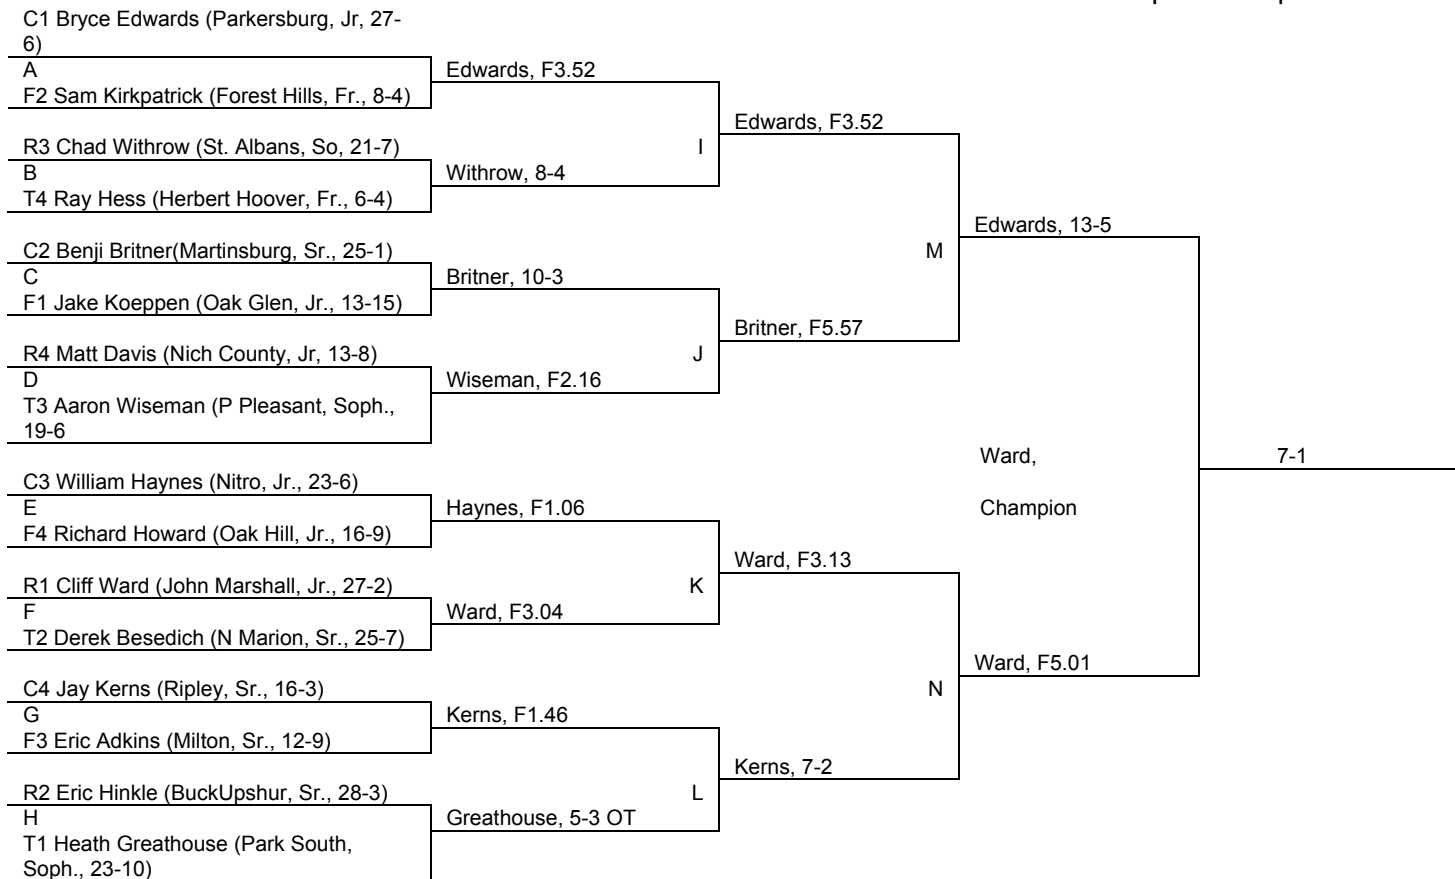 C1 Bryce Edwards (Parkersburg, Jr, 27-
6)
A
F2 Sam Kirkpatrick (Forest Hills, Fr., 8-4)
Edwards, F3.52
R3 Chad Withrow (St. Albans, So, 21-7)
B
T4 Ray Hess (Herbert Hoover, Fr., 6-4)
Withrow, 8-4
I
Edwards, F3.52
C2 Benji Britner(Martinsburg, Sr., 25-1)
C
F1 Jake Koeppen (Oak Glen, Jr., 13-15)
Britner, 10-3
R4 Matt Davis (Nich County, Jr, 13-8)
D
T3 Aaron Wiseman (P Pleasant, Soph.,
19-6
Wiseman, F2.16
J
Britner, F5.57
M
Edwards, 13-5
C3 William Haynes (Nitro, Jr., 23-6)
E
F4 Richard Howard (Oak Hill, Jr., 16-9)
Haynes, F1.06
R1 Cliff Ward (John Marshall, Jr., 27-2)
F
T2 Derek Besedich (N Marion, Sr., 25-7)
Ward, F3.04
K
Ward, F3.13
C4 Jay Kerns (Ripley, Sr., 16-3)
G
F3 Eric Adkins (Milton, Sr., 12-9)
Kerns, F1.46
R2 Eric Hinkle (BuckUpshur, Sr., 28-3)
H
T1 Heath Greathouse (Park South,
Soph., 23-10)
Greathouse, 5-3 OT
L
Kerns, 7-2
N
Ward, F5.01
Ward,
Champion
7-1